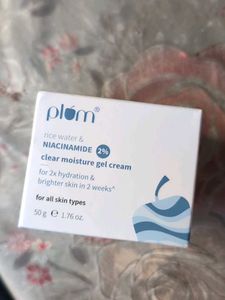 plúm®
rice water &
NIACINAMIDE 2%
clear moisture gel cream
for 2x hydration &
brighter skin in 2 weeks^
for all skin types
50 g ℮ 1.76 oz.